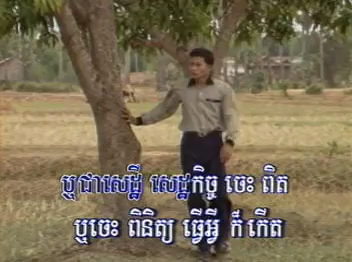 ឬជាសេដ្ឋី សេដ្ឋកិច្ច ចេះ ពិត
ឬចេះ ពិនិត្យ ធ្វើអ្វី ក៏កើត